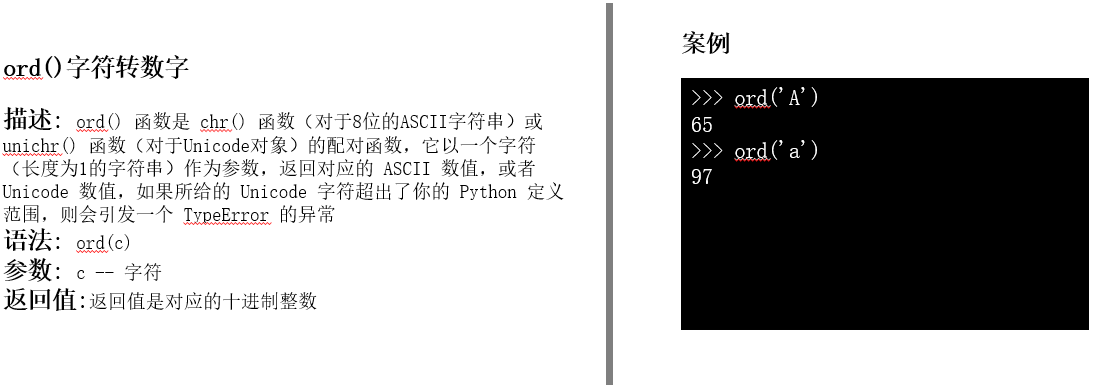 ord()字符转数字
描述: ord() 函数是 chr() 函数（对于8位的ASCII字符串）或
unichr() 函数（对于Unicode对象）的配对函数，它以一个字符
（长度为1的字符串）作为参数，返回对应的 ASCII 数值，或者
Unicode 数值，如果所给的 Unicode 字符超出了你的 Python 定义
范围，则会引发一个 TypeError 的异常
语法: ord(c)
参数: c -- 字符
返回值:返回值是对应的十进制整数
案例
>>> ord('A')
65
>>> ord('a')
97